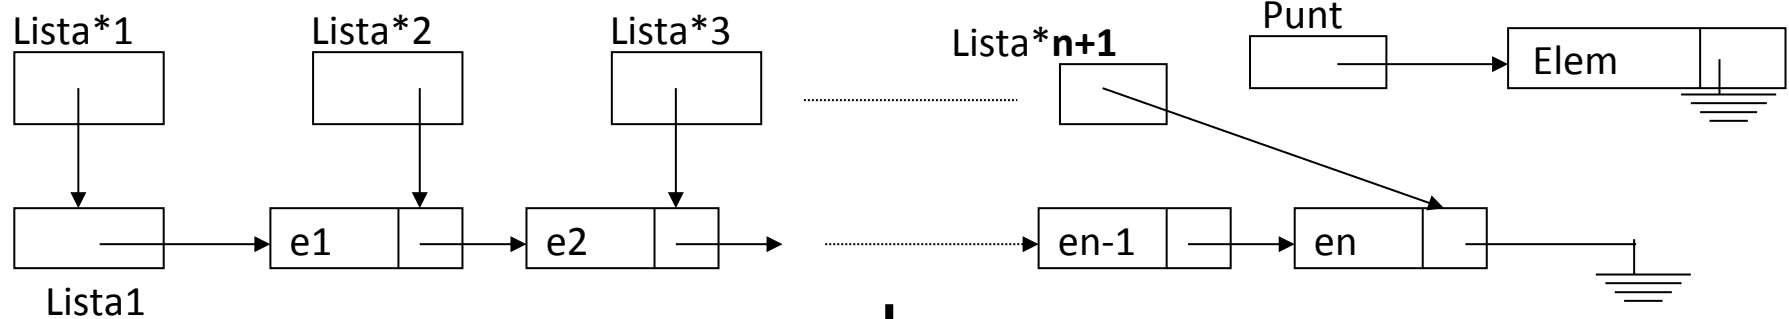 Lista*1 Lista*2 Lista*3 Lista*n+1 Punt
Elem
e1 e2 en-1 en
Lista1